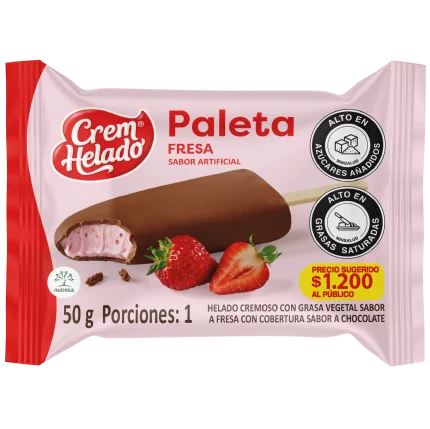 Crem
Helado®
Paleta
FRESA
SABOR ARTIFICIAL
ALTO EN
AZÚCARES AÑADIDOS
MINSALUD
ALTO EN
GRASAS SATURADAS
MINSALUD
PRECIO SUGERIDO
$1.200
AL PÚBLICO
nutresa
50 g Porciones: 1
HELADO CREMOSO CON GRASA VEGETAL SABOR
A FRESA CON COBERTURA SABOR A CHOCOLATE